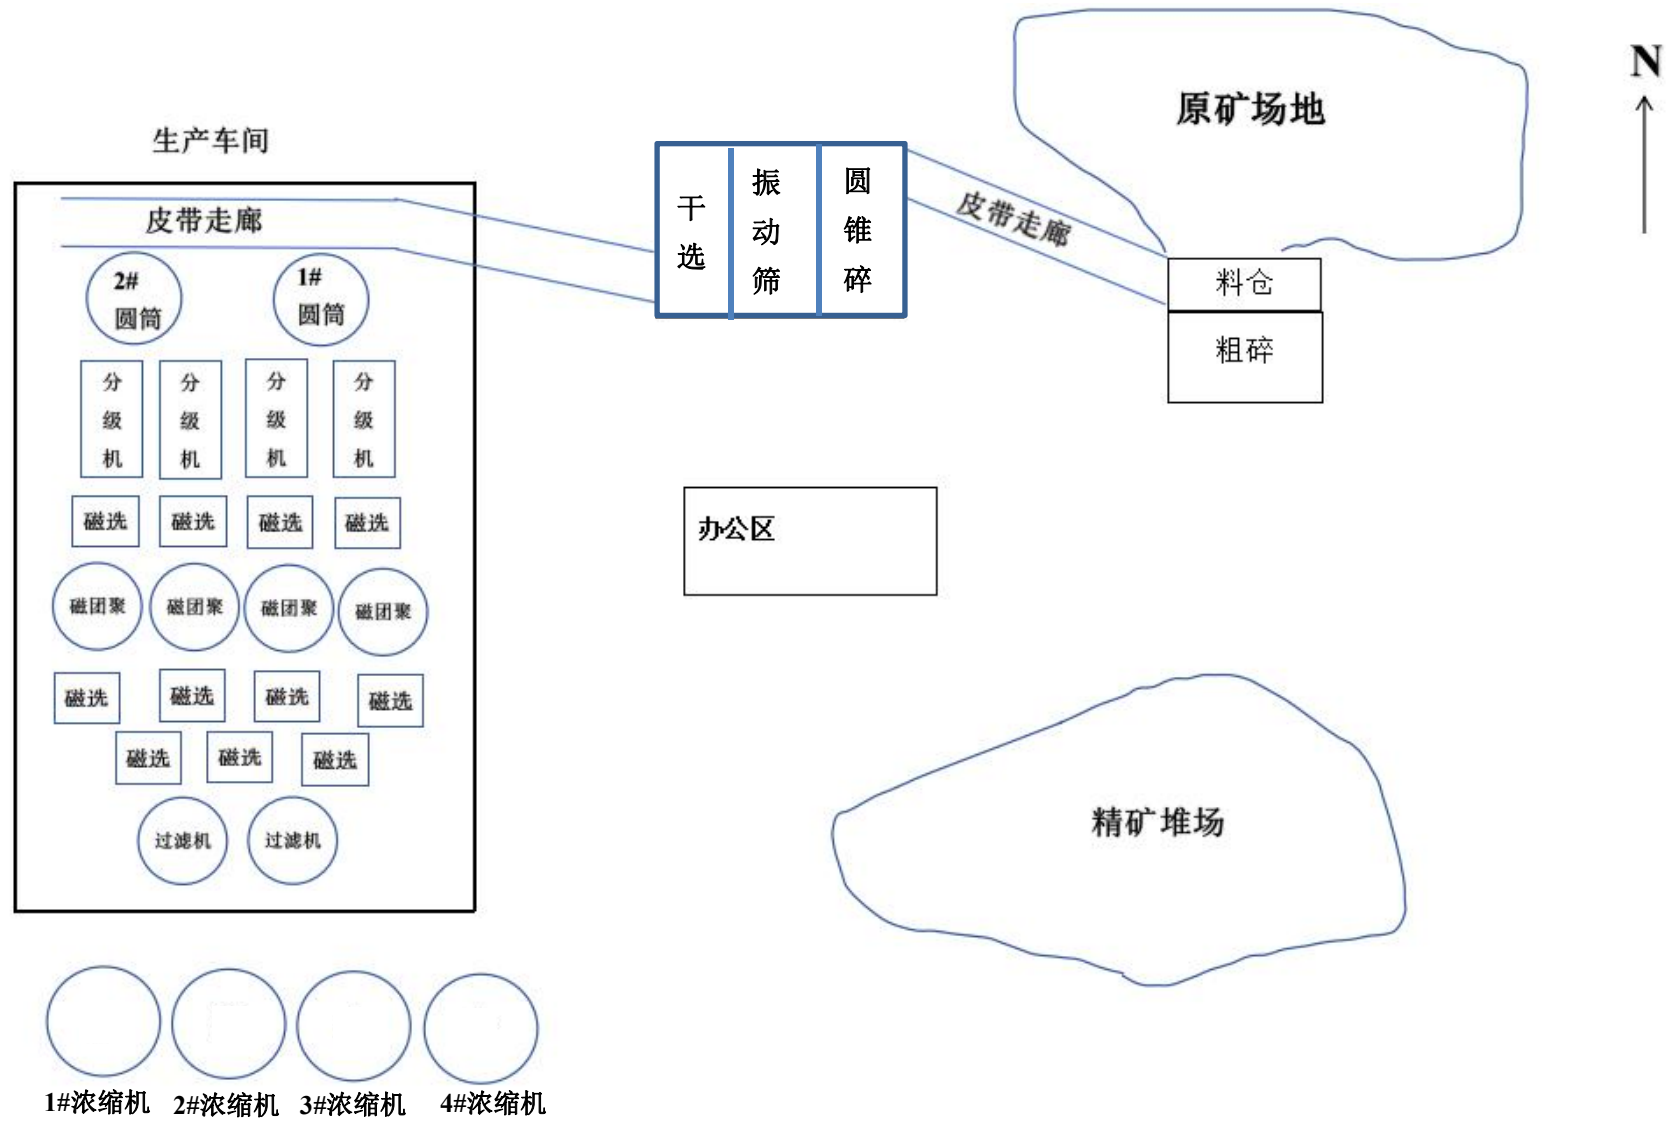 N
原矿场地
生产车间
皮带走廊
干选
振动筛
圆锥碎
皮带走廊
料仓
粗碎
2#
圆筒
1#
圆筒
分级机
分级机
分级机
分级机
磁选
磁选
磁选
磁选
办公区
磁团聚
磁团聚
磁团聚
磁团聚
磁选
磁选
磁选
磁选
磁选
磁选
磁选
精矿堆场
过滤机
过滤机
1#浓缩机
2#浓缩机
3#浓缩机
4#浓缩机